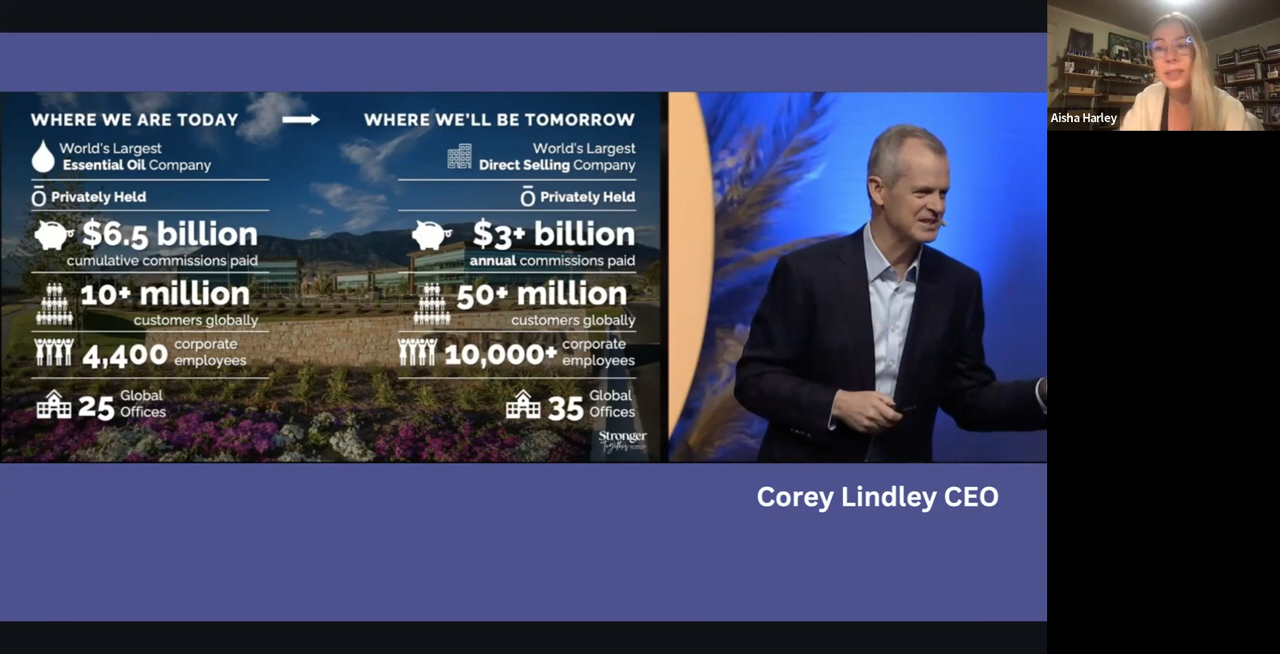 WHERE WE ARE TODAY
World's Largest
Essential Oil Company
Privately Held
$6.5 billion
cumulative commissions paid
10+ million
customers globally
4,400 corporate
employees
25 Global
Offices
WHERE WE'LL BE TOMORROW
World's Largest
Direct Selling Company
Privately Held
$3+ billion
annual commissions paid
50+ million
customers globally
10,000+ corporate
employees
35 Global
Offices
Stronger
Together
Corey Lindley CEO
Aisha Harley